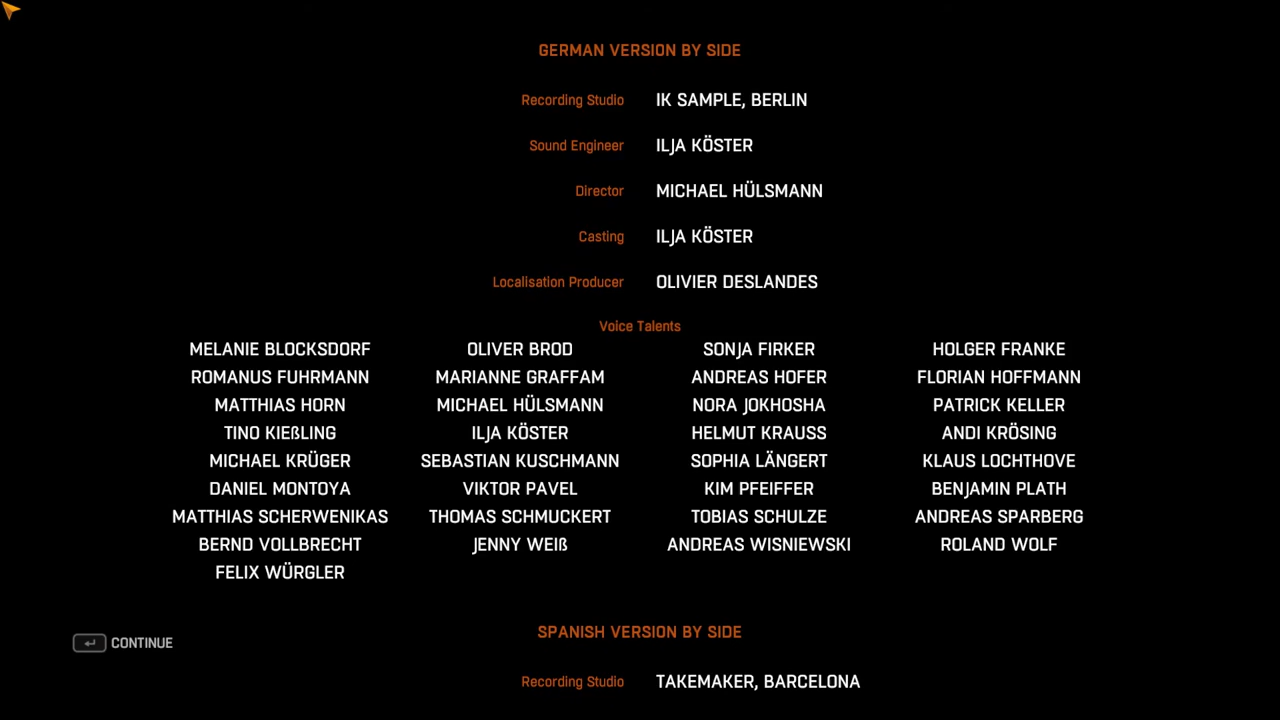 GERMAN VERSION BY SIDE
Recording Studio IK SAMPLE, BERLIN
Sound Engineer ILJA KÖSTER
Director MICHAEL HÜLSMANN
Casting ILJA KÖSTER
Localisation Producer OLIVIER DESLANDES
Voice Talents
MELANIE BLOCKSDORF OLIVER BROD SONJA FIRKER HOLGER FRANKE
ROMANUS FUHRMANN MARIANNE GRAFFAM ANDREAS HOFER FLORIAN HOFFMANN
MATTHIAS HORN MICHAEL HÜLSMANN NORA JOKHOSHA PATRICK KELLER
TINO KIEßLING ILJA KÖSTER HELMUT KRAUSS ANDI KRÖSING
MICHAEL KRÜGER SEBASTIAN KUSCHMANN SOPHIA LÄNGERT KLAUS LOCHTHOVE
DANIEL MONTOYA VIKTOR PAVEL KIM PFEIFFER BENJAMIN PLATH
MATTHIAS SCHERWENIKAS THOMAS SCHMUCKERT TOBIAS SCHULZE ANDREAS SPARBERG
BERND VOLLBRECHT JENNY WEIß ANDREAS WISNIEWSKI ROLAND WOLF
FELIX WÜRGLER
SPANISH VERSION BY SIDE
CONTINUE
Recording Studio TAKEMAKER, BARCELONA